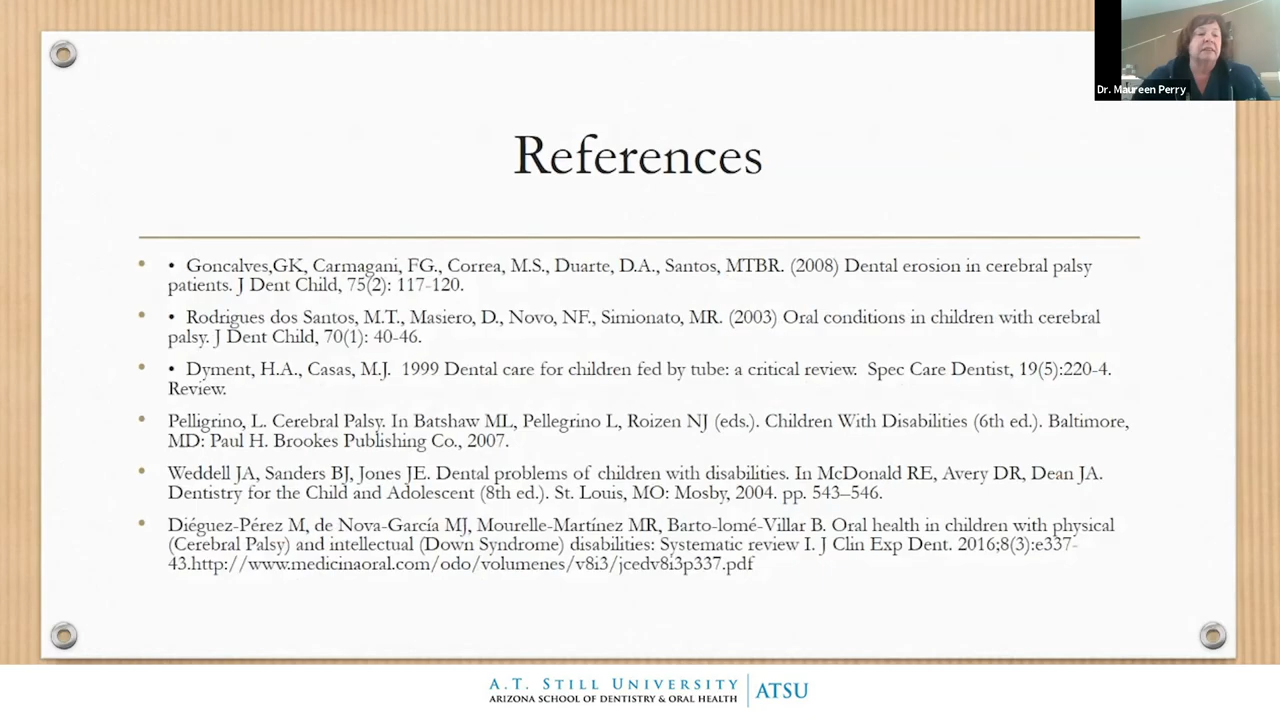 Dr. Maureen Perry
References
• • Goncalves,GK, Carmagani, FG., Correa, M.S., Duarte, D.A., Santos, MTBR. (2008) Dental erosion in cerebral palsy
patients. J Dent Child, 75(2): 117-120.
• • Rodrigues dos Santos, M.T., Masiero, D., Novo, NF., Simionato, MR. (2003) Oral conditions in children with cerebral
palsy. J Dent Child, 70(1): 40-46.
• • Dyment, H.A., Casas, M.J. 1999 Dental care for children fed by tube: a critical review. Spec Care Dentist, 19(5):220-4.
Review.
• Pelligrino, L. Cerebral Palsy. In Batshaw ML, Pellegrino L, Roizen NJ (eds.). Children With Disabilities (6th ed.). Baltimore,
MD: Paul H. Brookes Publishing Co., 2007.
• Weddell JA, Sanders BJ, Jones JE. Dental problems of children with disabilities. In McDonald RE, Avery DR, Dean JA.
Dentistry for the Child and Adolescent (8th ed.). St. Louis, MO: Mosby, 2004. pp. 543–546.
• Diéguez-Pérez M, de Nova-García MJ, Mourelle-Martínez MR, Barto-lomé-Villar B. Oral health in children with physical
(Cerebral Palsy) and intellectual (Down Syndrome) disabilities: Systematic review I. J Clin Exp Dent. 2016;8(3):e337-
43.http://www.medicinaoral.com/odo/volumenes/v8i3/jcedv8i3p337.pdf
A.T. STILL UNIVERSITY
ARIZONA SCHOOL OF DENTISTRY & ORAL HEALTH
ATSU